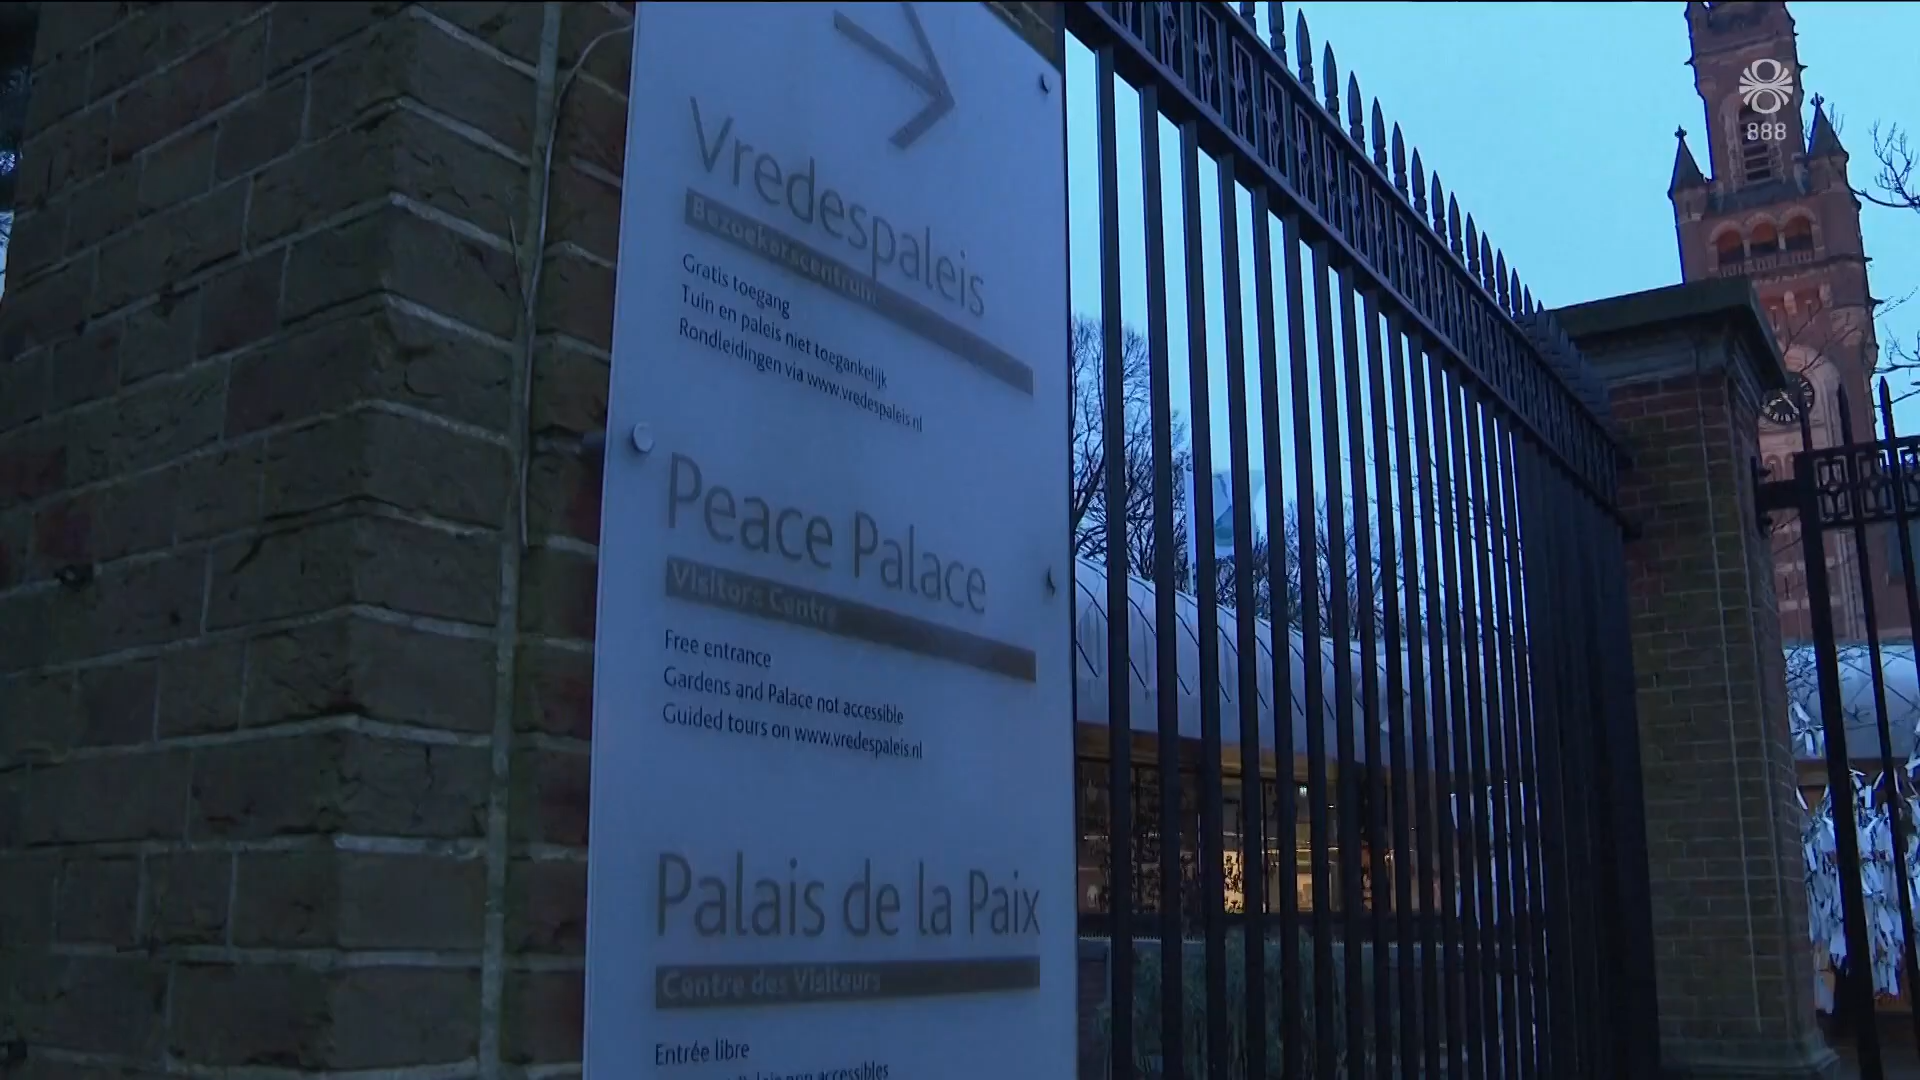 888
Vredespaleis
Bezoekerscentrum
Gratis toegang
Tuin en paleis niet toegankelijk
Rondleidingen via www.vredespaleis.nl
Peace Palace
Visitors Centre
Free entrance
Gardens and Palace not accessible
Guided tours on www.vredespaleis.nl
Palais de la Paix
Centre des Visiteurs
Entrée libre
non accessibles